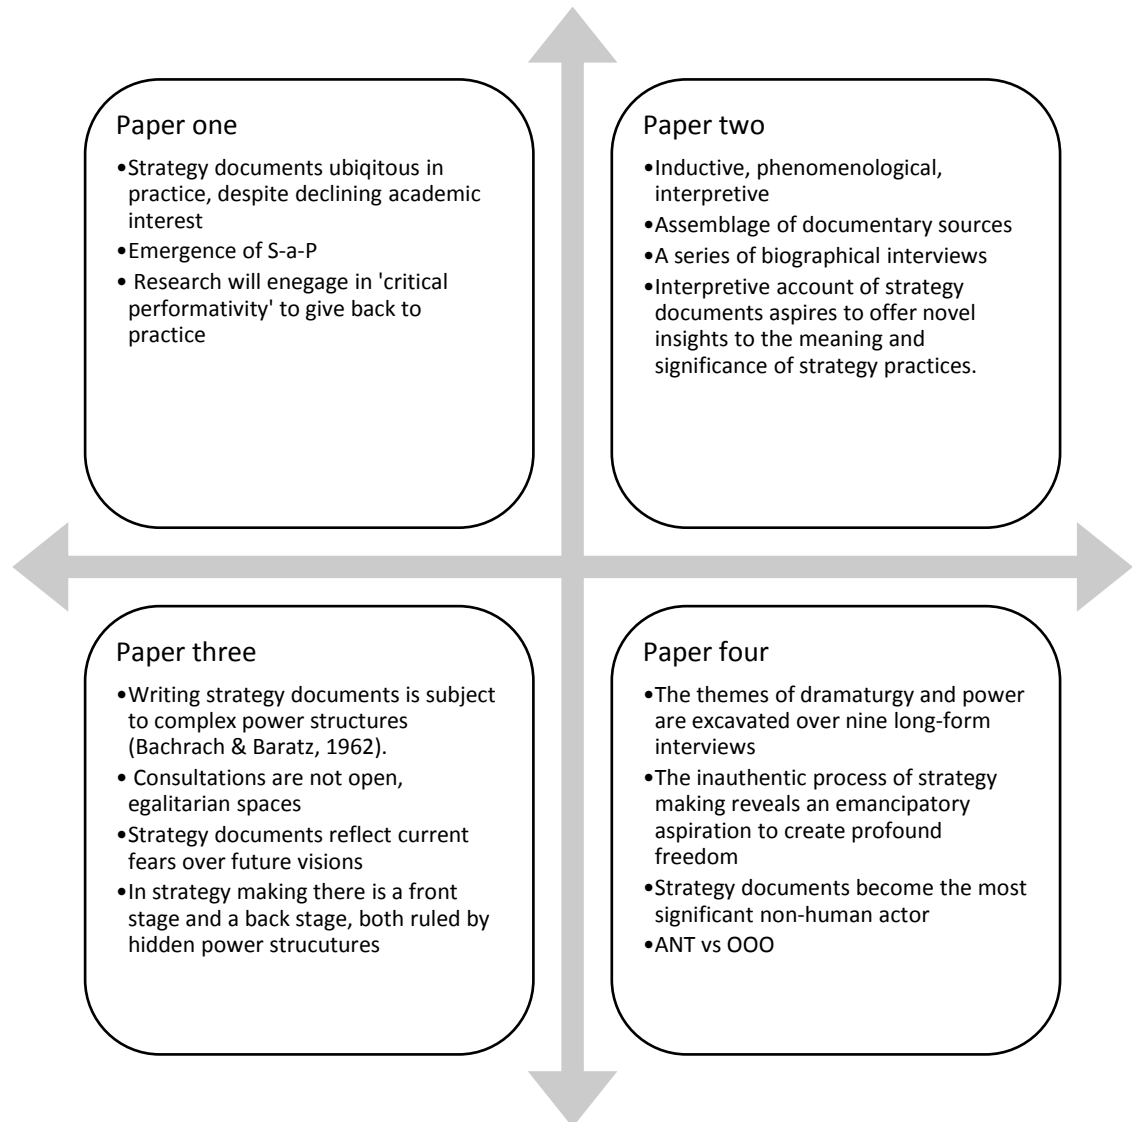 Paper one
•Strategy documents ubiqitous in
practice, despite declining academic
interest
•Emergence of S-a-P
• Research will enegage in 'critical
performativity' to give back to
practice
Paper two
•Inductive, phenomenological,
interpretive
•Assemblage of documentary sources
•A series of biographical interviews
•Interpretive account of strategy
documents aspires to offer novel
insights to the meaning and
significance of strategy practices.
Paper three
•Writing strategy documents is subject
to complex power structures
(Bachrach & Baratz, 1962).
• Consultations are not open,
egalitarian spaces
•Strategy documents reflect current
fears over future visions
•In strategy making there is a front
stage and a back stage, both ruled by
hidden power strucutures
Paper four
•The themes of dramaturgy and power
are excavated over nine long-form
interviews
•The inauthentic process of strategy
making reveals an emancipatory
aspiration to create profound
freedom
•Strategy documents become the most
significant non-human actor
•ANT vs OOO